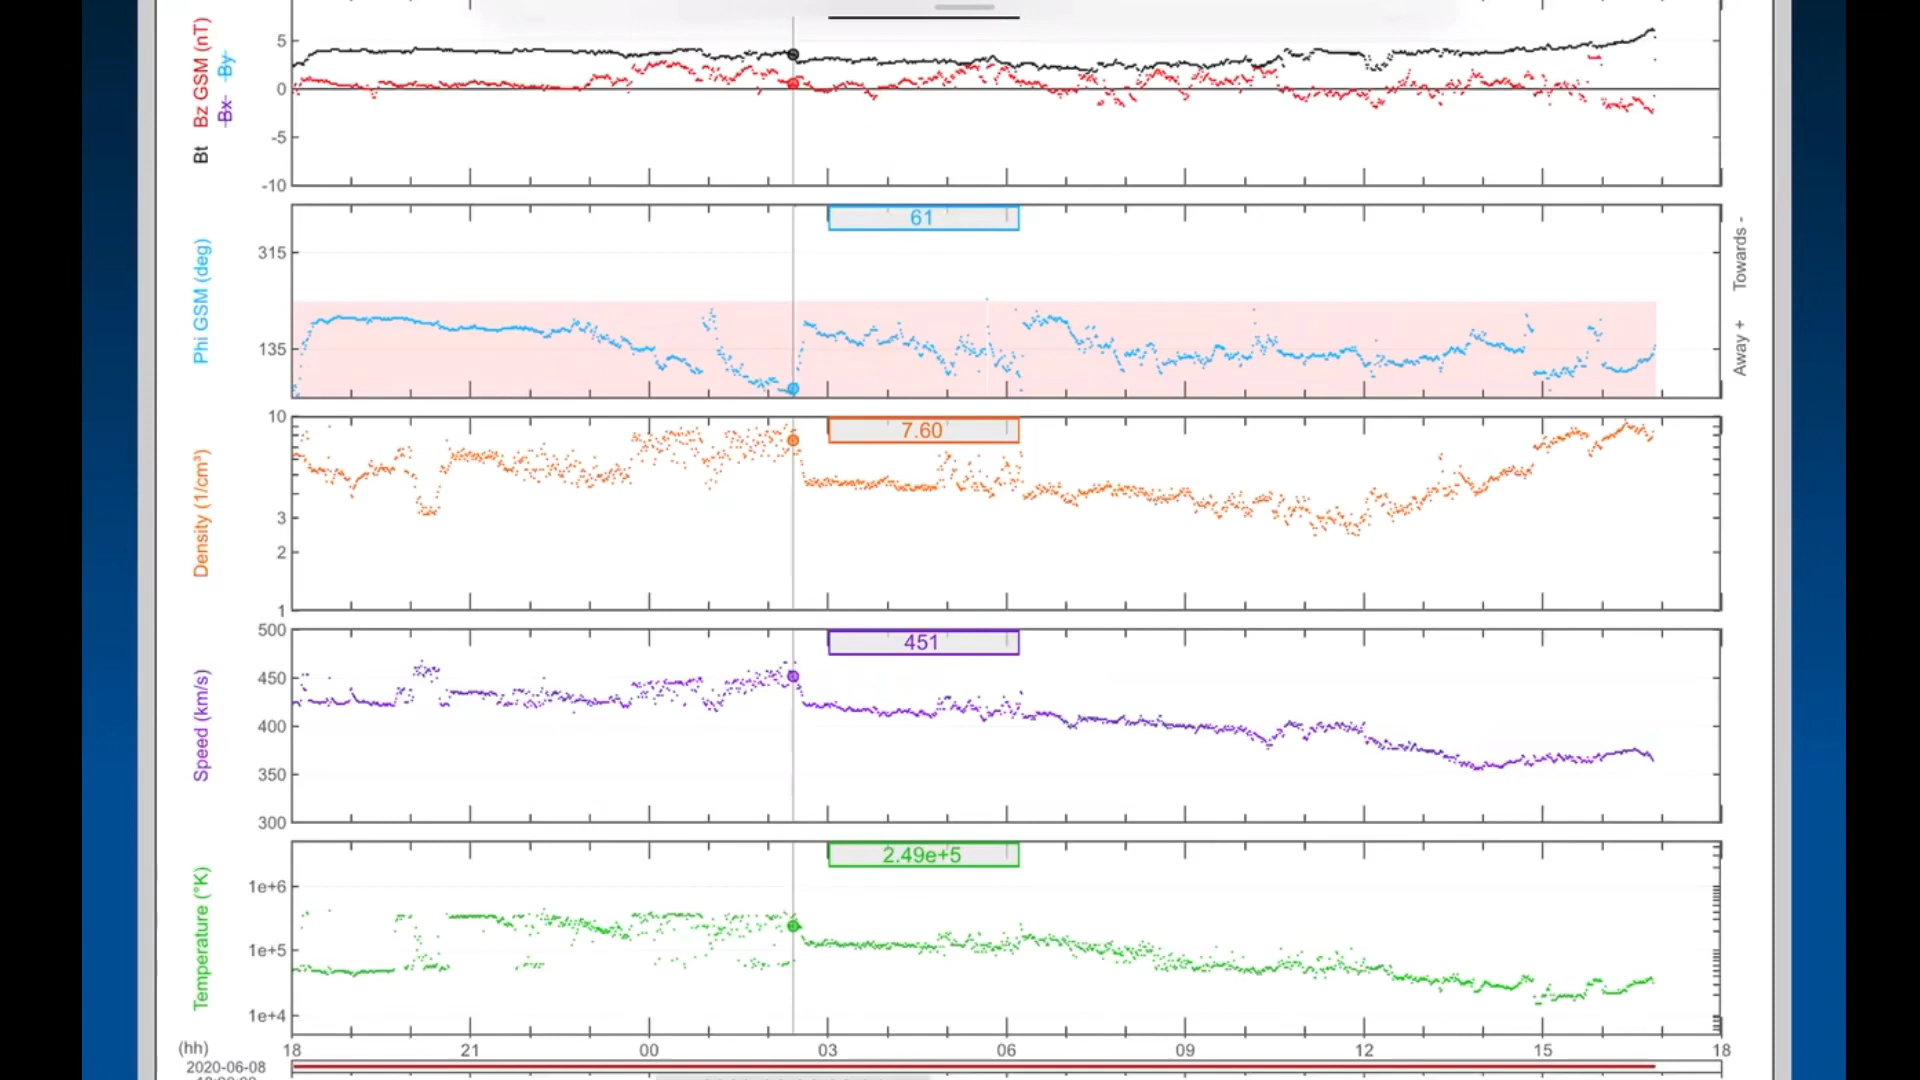 Bt Bz GSM (nT)
Bx By
5
0
-5
-10
61
Phi GSM (deg)
315
135
Towards -
Away +
7.60
Density (1/cm³)
10
3
2
1
451
Speed (km/s)
500
450
400
350
300
2.49e+5
Temperature (°K)
1e+6
1e+5
1e+4
(hh) 18 21 00 03 06 09 12 15 18
2020-06-08